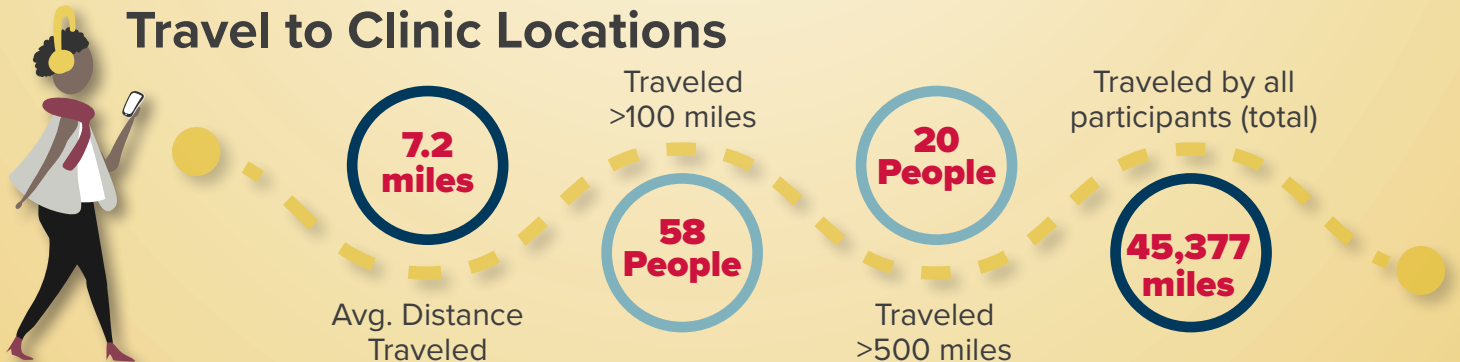 Travel to Clinic Locations
7.2
miles
Avg. Distance
Traveled
Traveled
>100 miles
58
People
20
People
Traveled
>500 miles
Traveled by all
participants (total)
45,377
miles